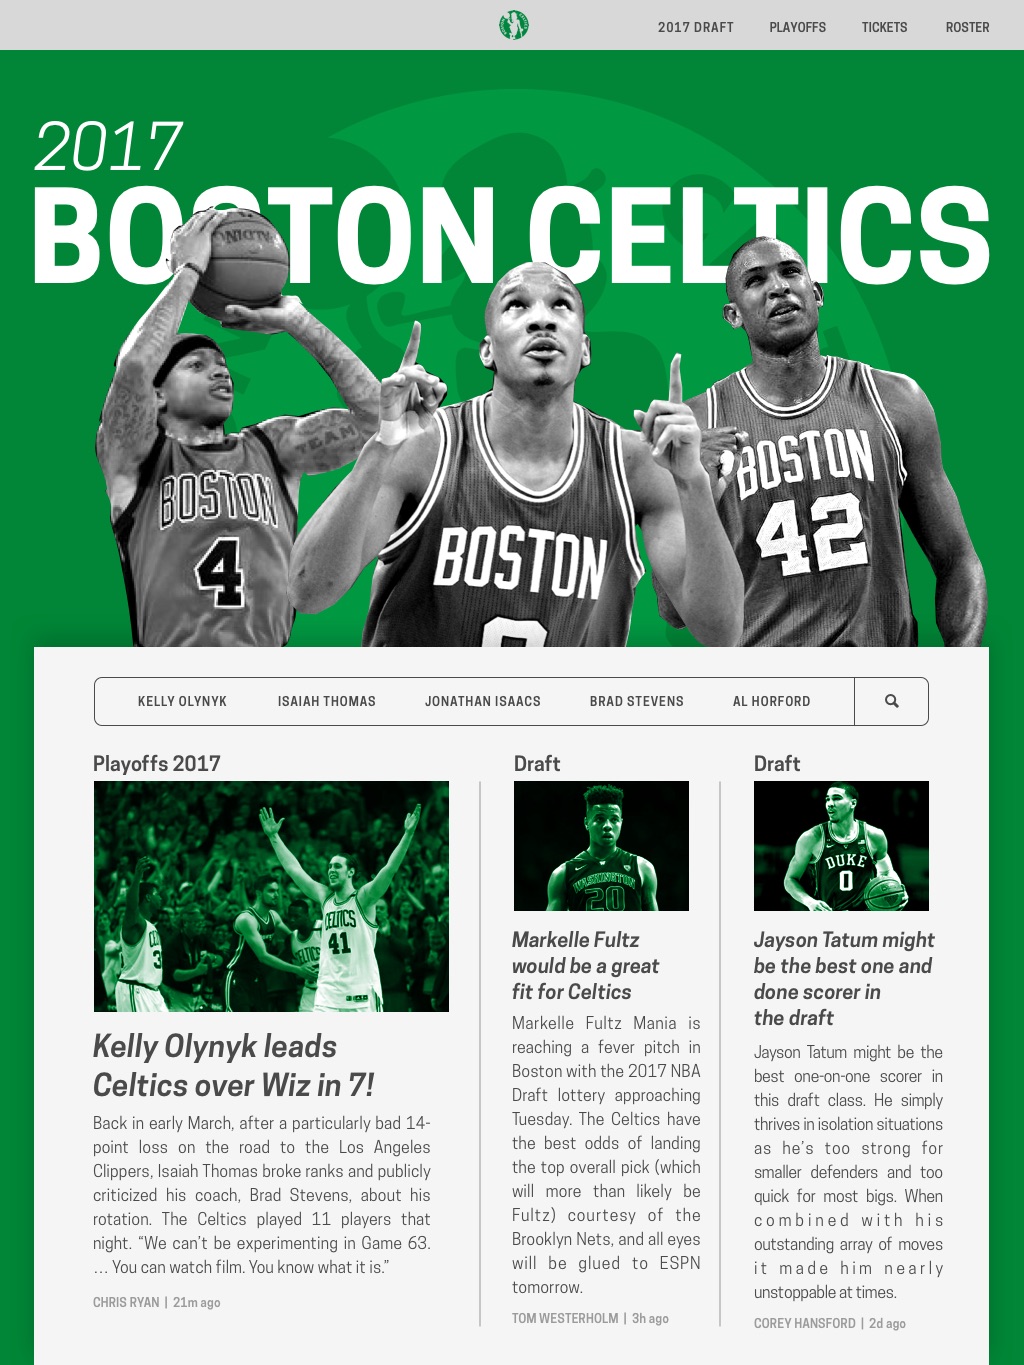 2017 DRAFT PLAYOFFS TICKETS ROSTER
2017
BOSTON CELTICS
TEAM
BOSTON
4
BOSTON
BOSTON
42
KELLY OLYNYK ISAIAH THOMAS JONATHAN ISAACS BRAD STEVENS AL HORFORD
Playoffs 2017
CELTICS
41
Kelly Olynyk leads
Celtics over Wiz in 7!
Back in early March, after a particularly bad 14-
point loss on the road to the Los Angeles
Clippers, Isaiah Thomas broke ranks and publicly
criticized his coach, Brad Stevens, about his
rotation. The Celtics played 11 players that
night. “We can’t be experimenting in Game 63.
… You can watch film. You know what it is.”
CHRIS RYAN | 21m ago
Draft
WASHINGTON
20
Markelle Fultz
would be a great
fit for Celtics
Markelle Fultz Mania is
reaching a fever pitch in
Boston with the 2017 NBA
Draft lottery approaching
Tuesday. The Celtics have
the best odds of landing
the top overall pick (which
will more than likely be
Fultz) courtesy of the
Brooklyn Nets, and all eyes
will be glued to ESPN
tomorrow.
TOM WESTERHOLM | 3h ago
Draft
DUKE
0
Jayson Tatum might
be the best one and
done scorer in
the draft
Jayson Tatum might be the
best one-on-one scorer in
this draft class. He simply
thrives in isolation situations
as he’s too strong for
smaller defenders and too
quick for most bigs. When
combined with his
outstanding array of moves
it made him nearly
unstoppable at times.
COREY HANSFORD | 2d ago